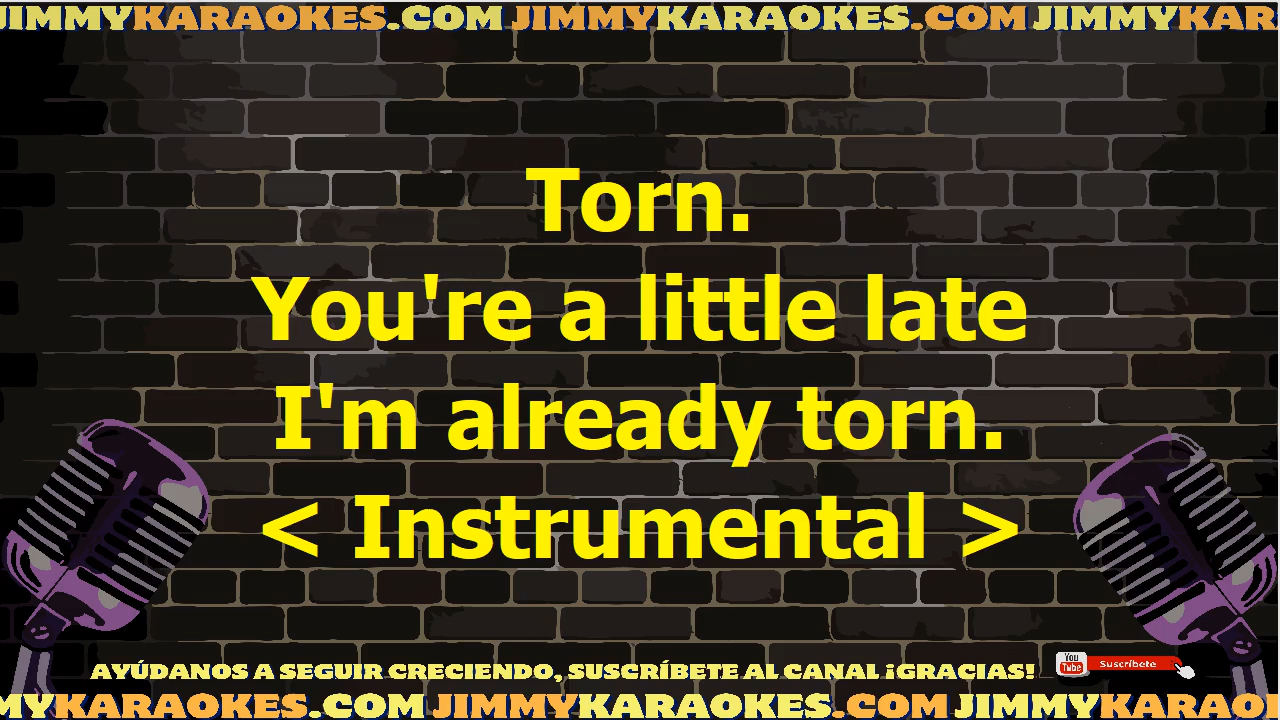 JIMMYKARAOKES.COM JIMMYKARAOKES.COM JIMMYKAR
Torn.
You're a little late
I'm already torn.
< Instrumental >
AYÚDANOS A SEGUIR CRECIENDO, SUSCRÍBETE AL CANAL ¡GRACIAS!
You Tube Suscríbete
MYKARAOKES.COM JIMMYKARAOKES.COM JIMMYKARAO